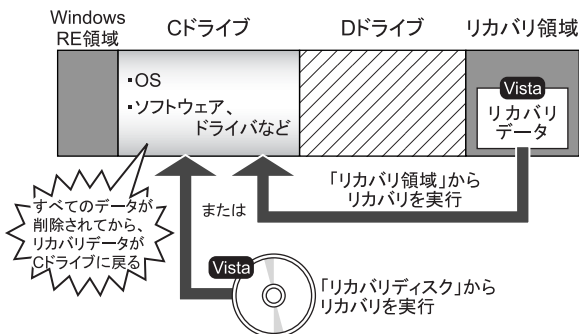 Windows
RE領域
Cドライブ
Dドライブ
リカバリ領域
・OS
・ソフトウェア、
ドライバなど
Vista
リカバリ
データ
すべてのデータが
削除されてから、
リカバリデータが
Cドライブに戻る
または
「リカバリ領域」から
リカバリを実行
Vista
「リカバリディスク」から
リカバリを実行